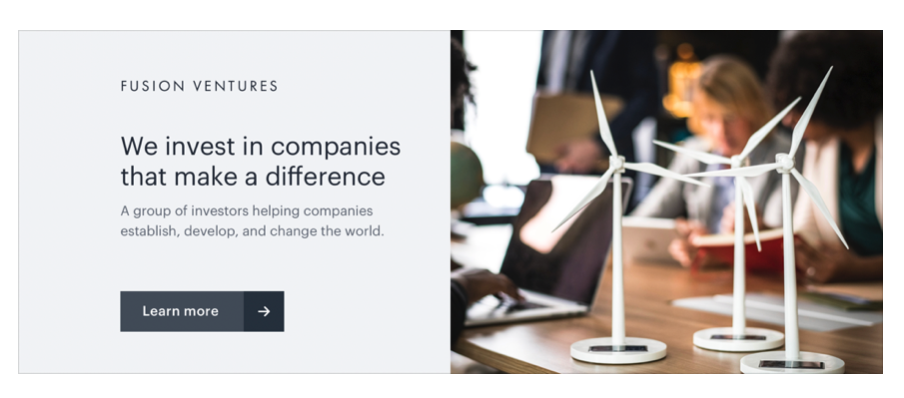 FUSION VENTURES
We invest in companies
that make a difference
A group of investors helping companies
establish, develop, and change the world.
Learn more →